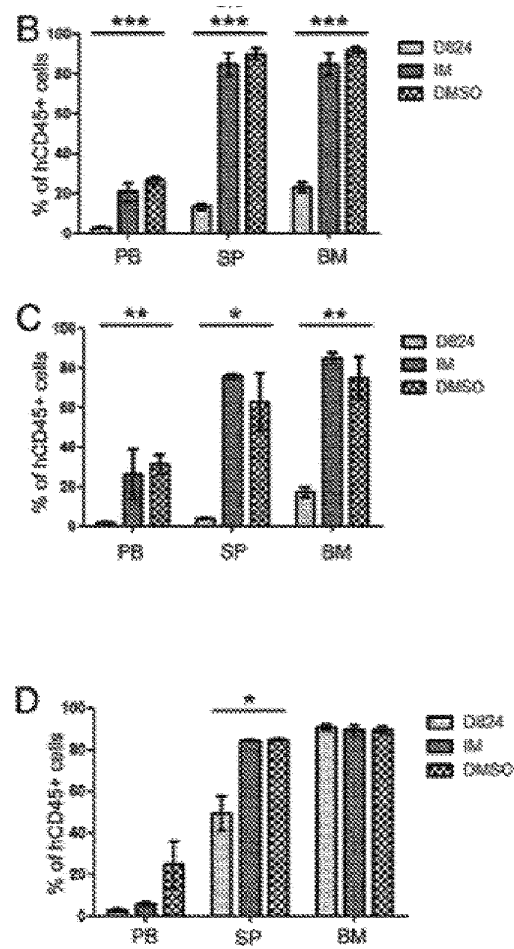 B
*** *** ***
% of hCD45+ cells
100
80
60
40
20
0
PB SP BM
D824
IM
DMSO
C
** * **
% of hCD45+ cells
100
80
60
40
20
0
PB SP BM
D824
IM
DMSO
D
*
% of hCD45+ cells
100
80
60
40
20
0
PB SP BM
D824
IM
DMSO